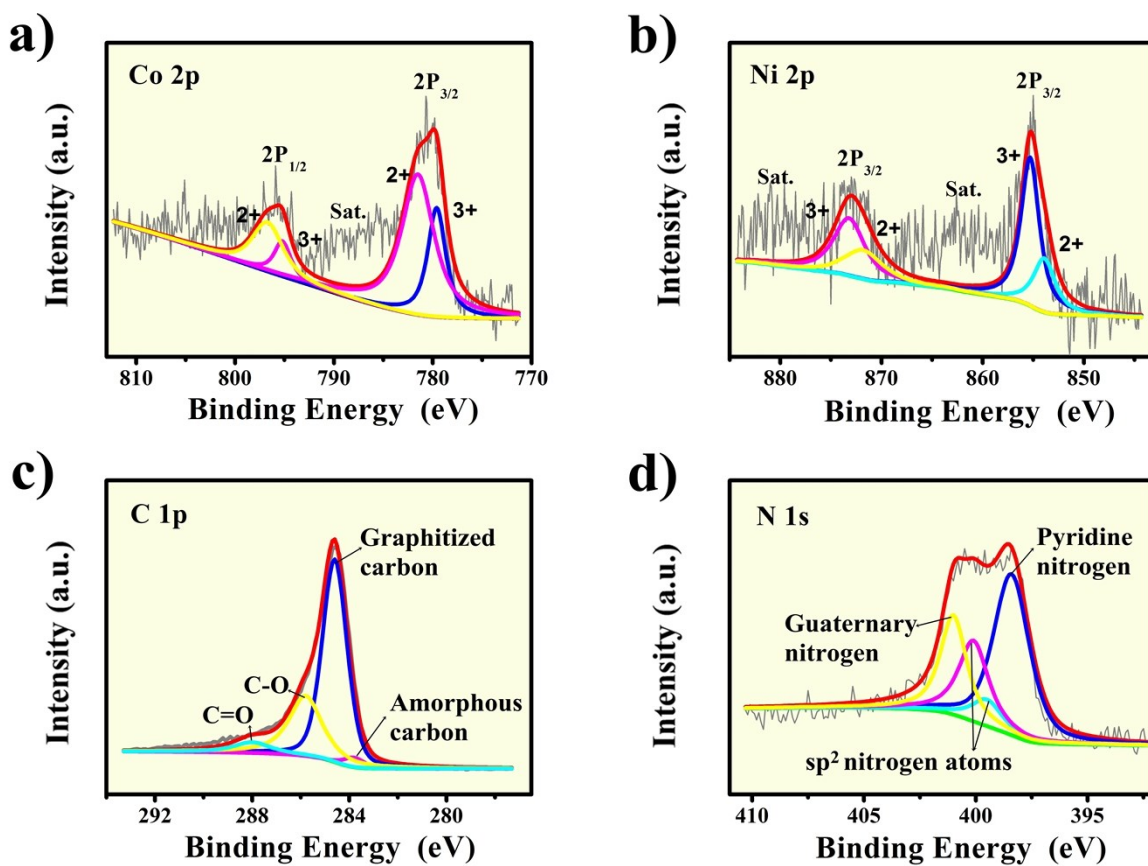 a)
Co 2p
2P3/2
2P1/2
2+
3+
Sat.
2+
3+
Intensity (a.u.)
810 800 790 780 770
Binding Energy (eV)
b)
Ni 2p
2P3/2
3+
2P3/2
Sat.
Sat.
3+
2+
2+
Intensity (a.u.)
880 870 860 850
Binding Energy (eV)
c)
C 1p
Graphitized
carbon
C-O
C=O
Amorphous
carbon
Intensity (a.u.)
292 288 284 280
Binding Energy (eV)
d)
N 1s
Pyridine
nitrogen
Guaternary
nitrogen
sp² nitrogen atoms
Intensity (a.u.)
410 405 400 395
Binding Energy (eV)